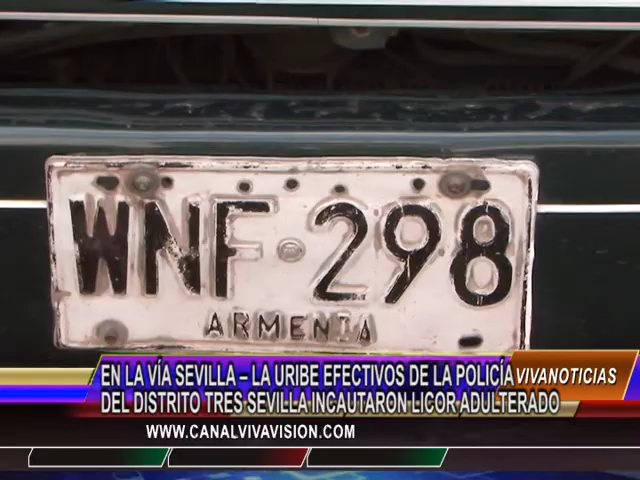 WNF·298
ARMENIA
EN LA VÍA SEVILLA – LA URIBE EFECTIVOS DE LA POLICÍA
VIVANOTICIAS
DEL DISTRITO TRES SEVILLA INCAUTARON LICOR ADULTERADO
WWW.CANALVIVAVISION.COM